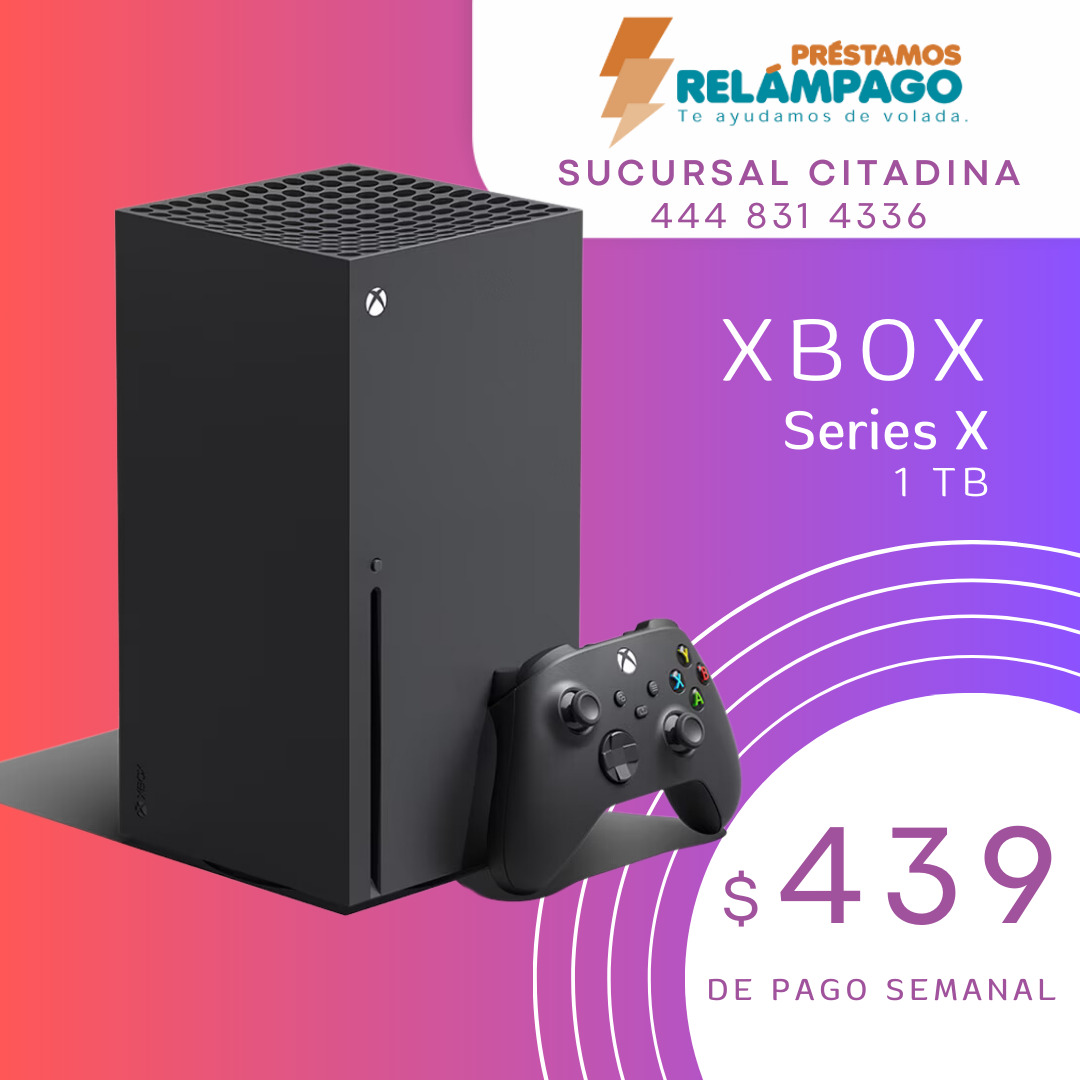 PRÉSTAMOS
RELÁMPAGO
Te ayudamos de volada.
SUCURSAL CITADINA
444 831 4336
XBOX
Series X
1 TB
XBOX
Y
B
X
A
$439
DE PAGO SEMANAL